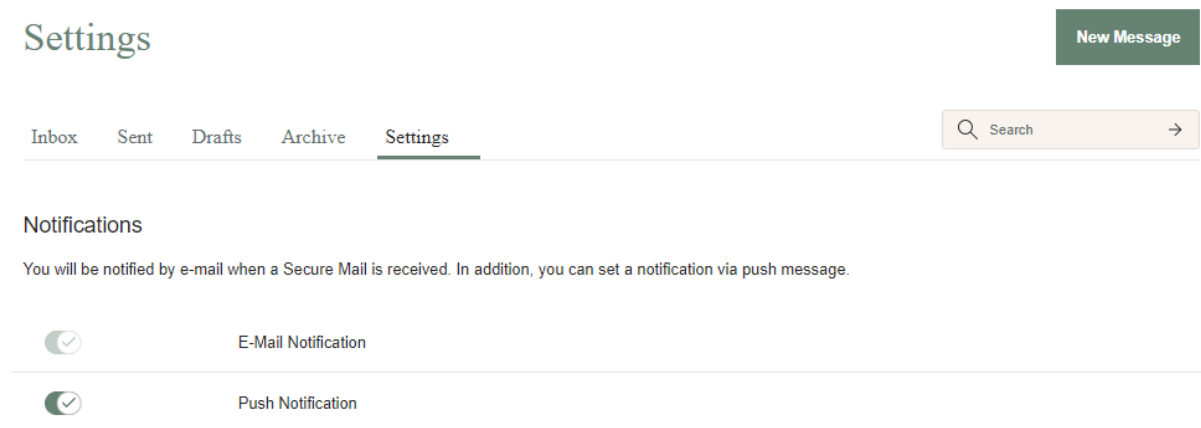 Settings
New Message
Inbox Sent Drafts Archive Settings
Search
Notifications
You will be notified by e-mail when a Secure Mail is received. In addition, you can set a notification via push message.
E-Mail Notification
Push Notification